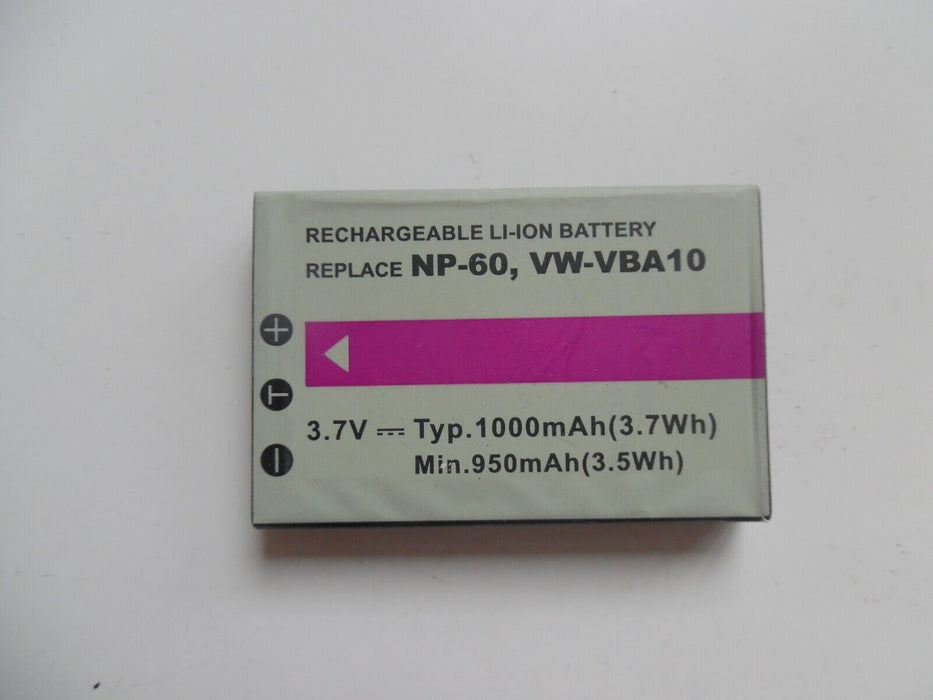 RECHARGEABLE LI-ION BATTERY
REPLACE NP-60, VW-VBA10
+
T
−
3.7V ⎓ Typ.1000mAh(3.7Wh)
Min.950mAh(3.5Wh)